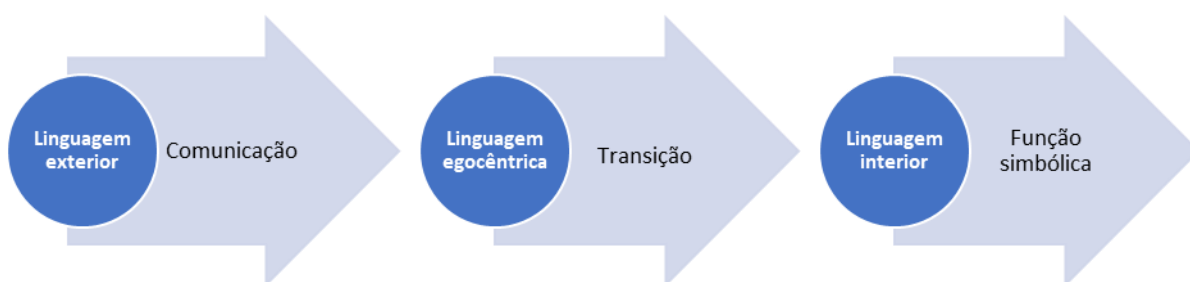 Linguagem
exterior
Comunicação
Linguagem
egocêntrica
Transição
Linguagem
interior
Função
simbólica